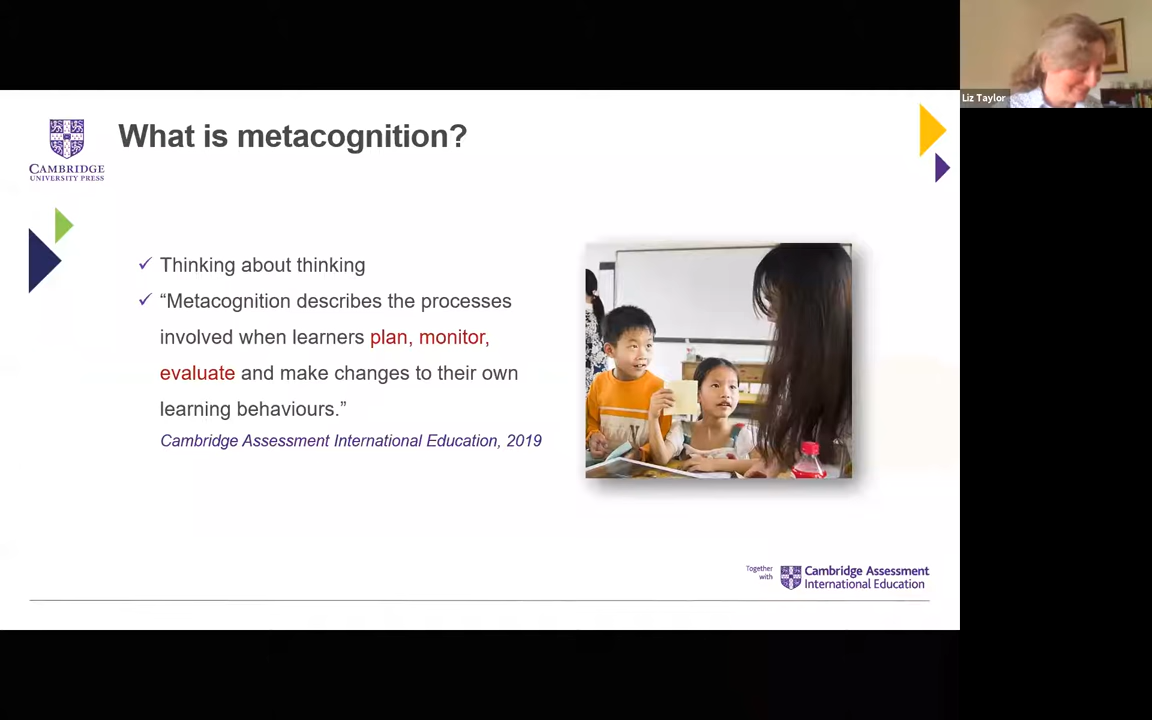 Liz Taylor
What is metacognition?
CAMBRIDGE
UNIVERSITY PRESS
✓ Thinking about thinking
✓ “Metacognition describes the processes
involved when learners plan, monitor,
evaluate and make changes to their own
learning behaviours.”
Cambridge Assessment International Education, 2019
Together
with
Cambridge Assessment
International Education